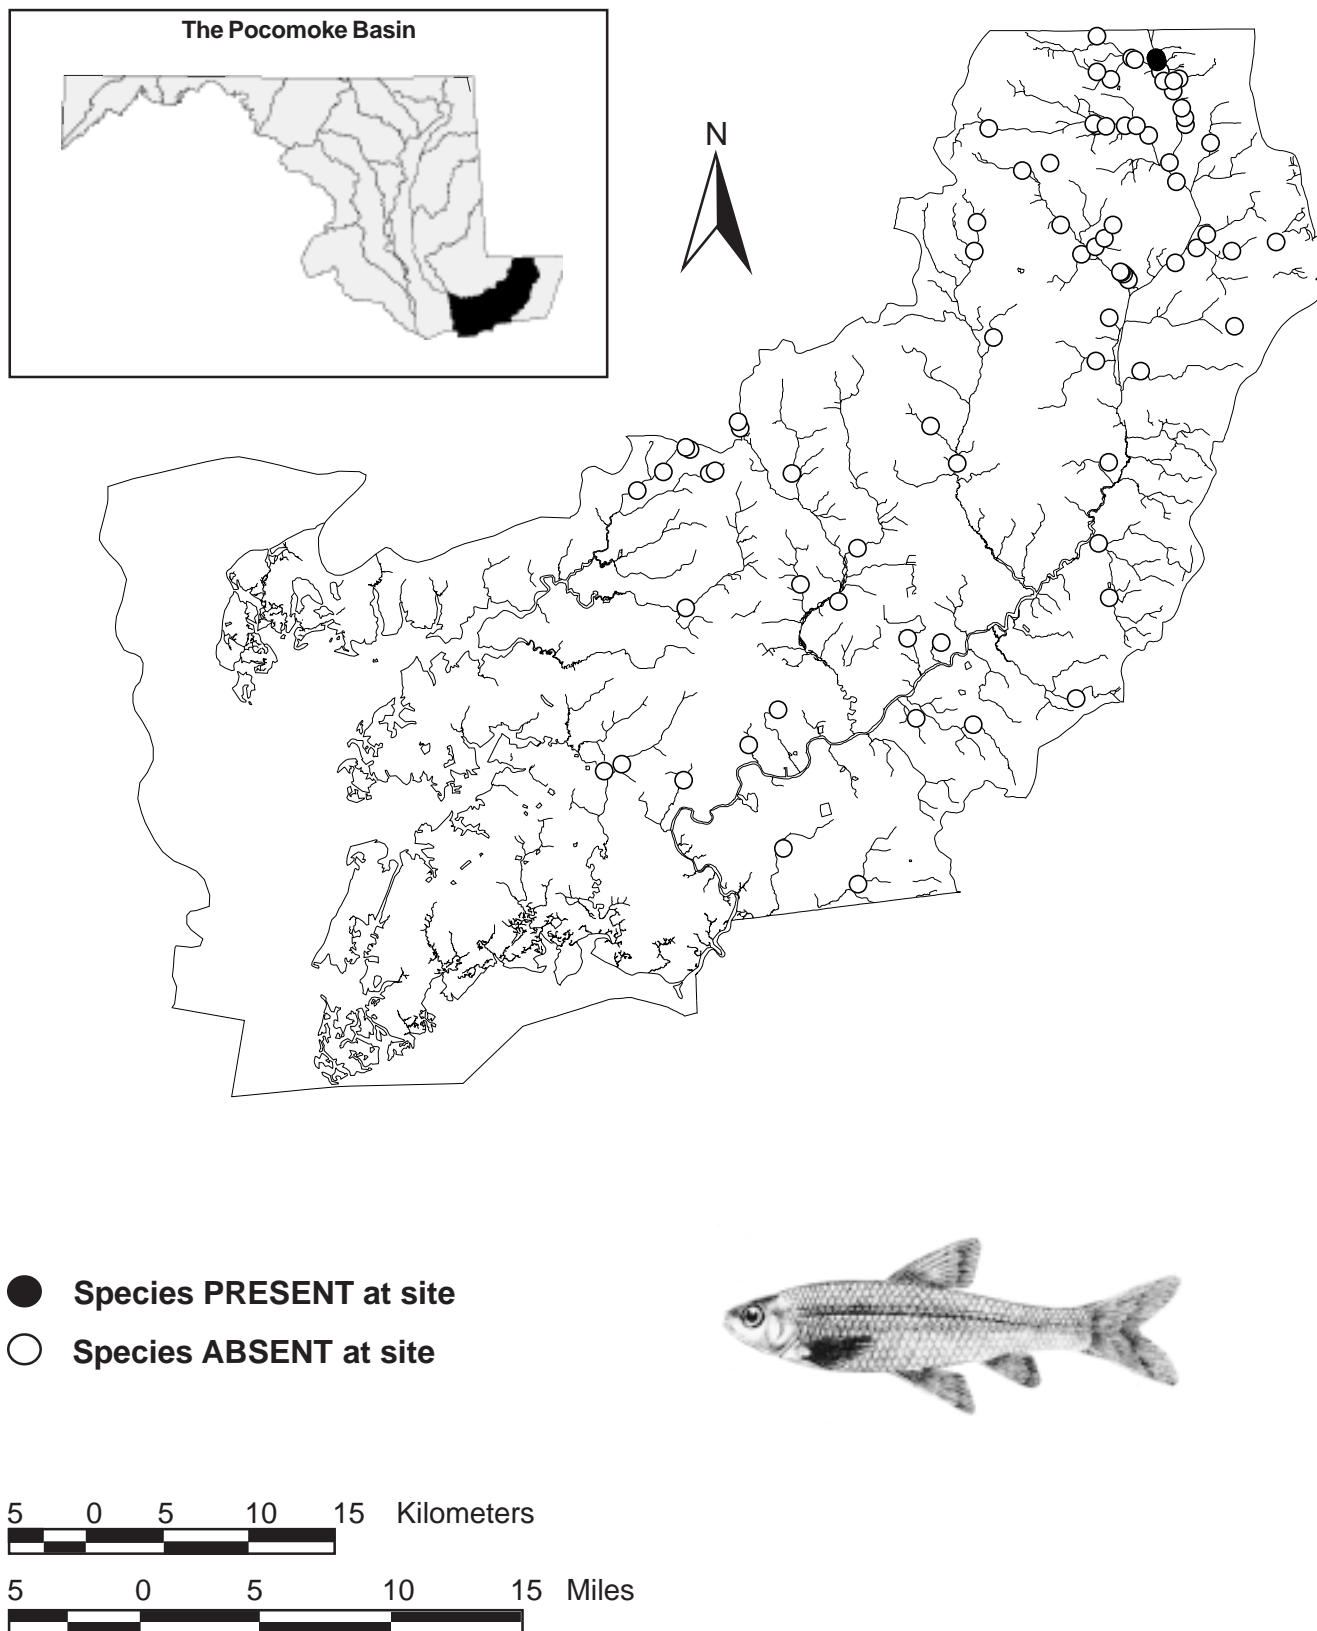 The Pocomoke Basin
N
Species PRESENT at site
Species ABSENT at site
5 0 5 10 15 Kilometers
5 0 5 10 15 Miles